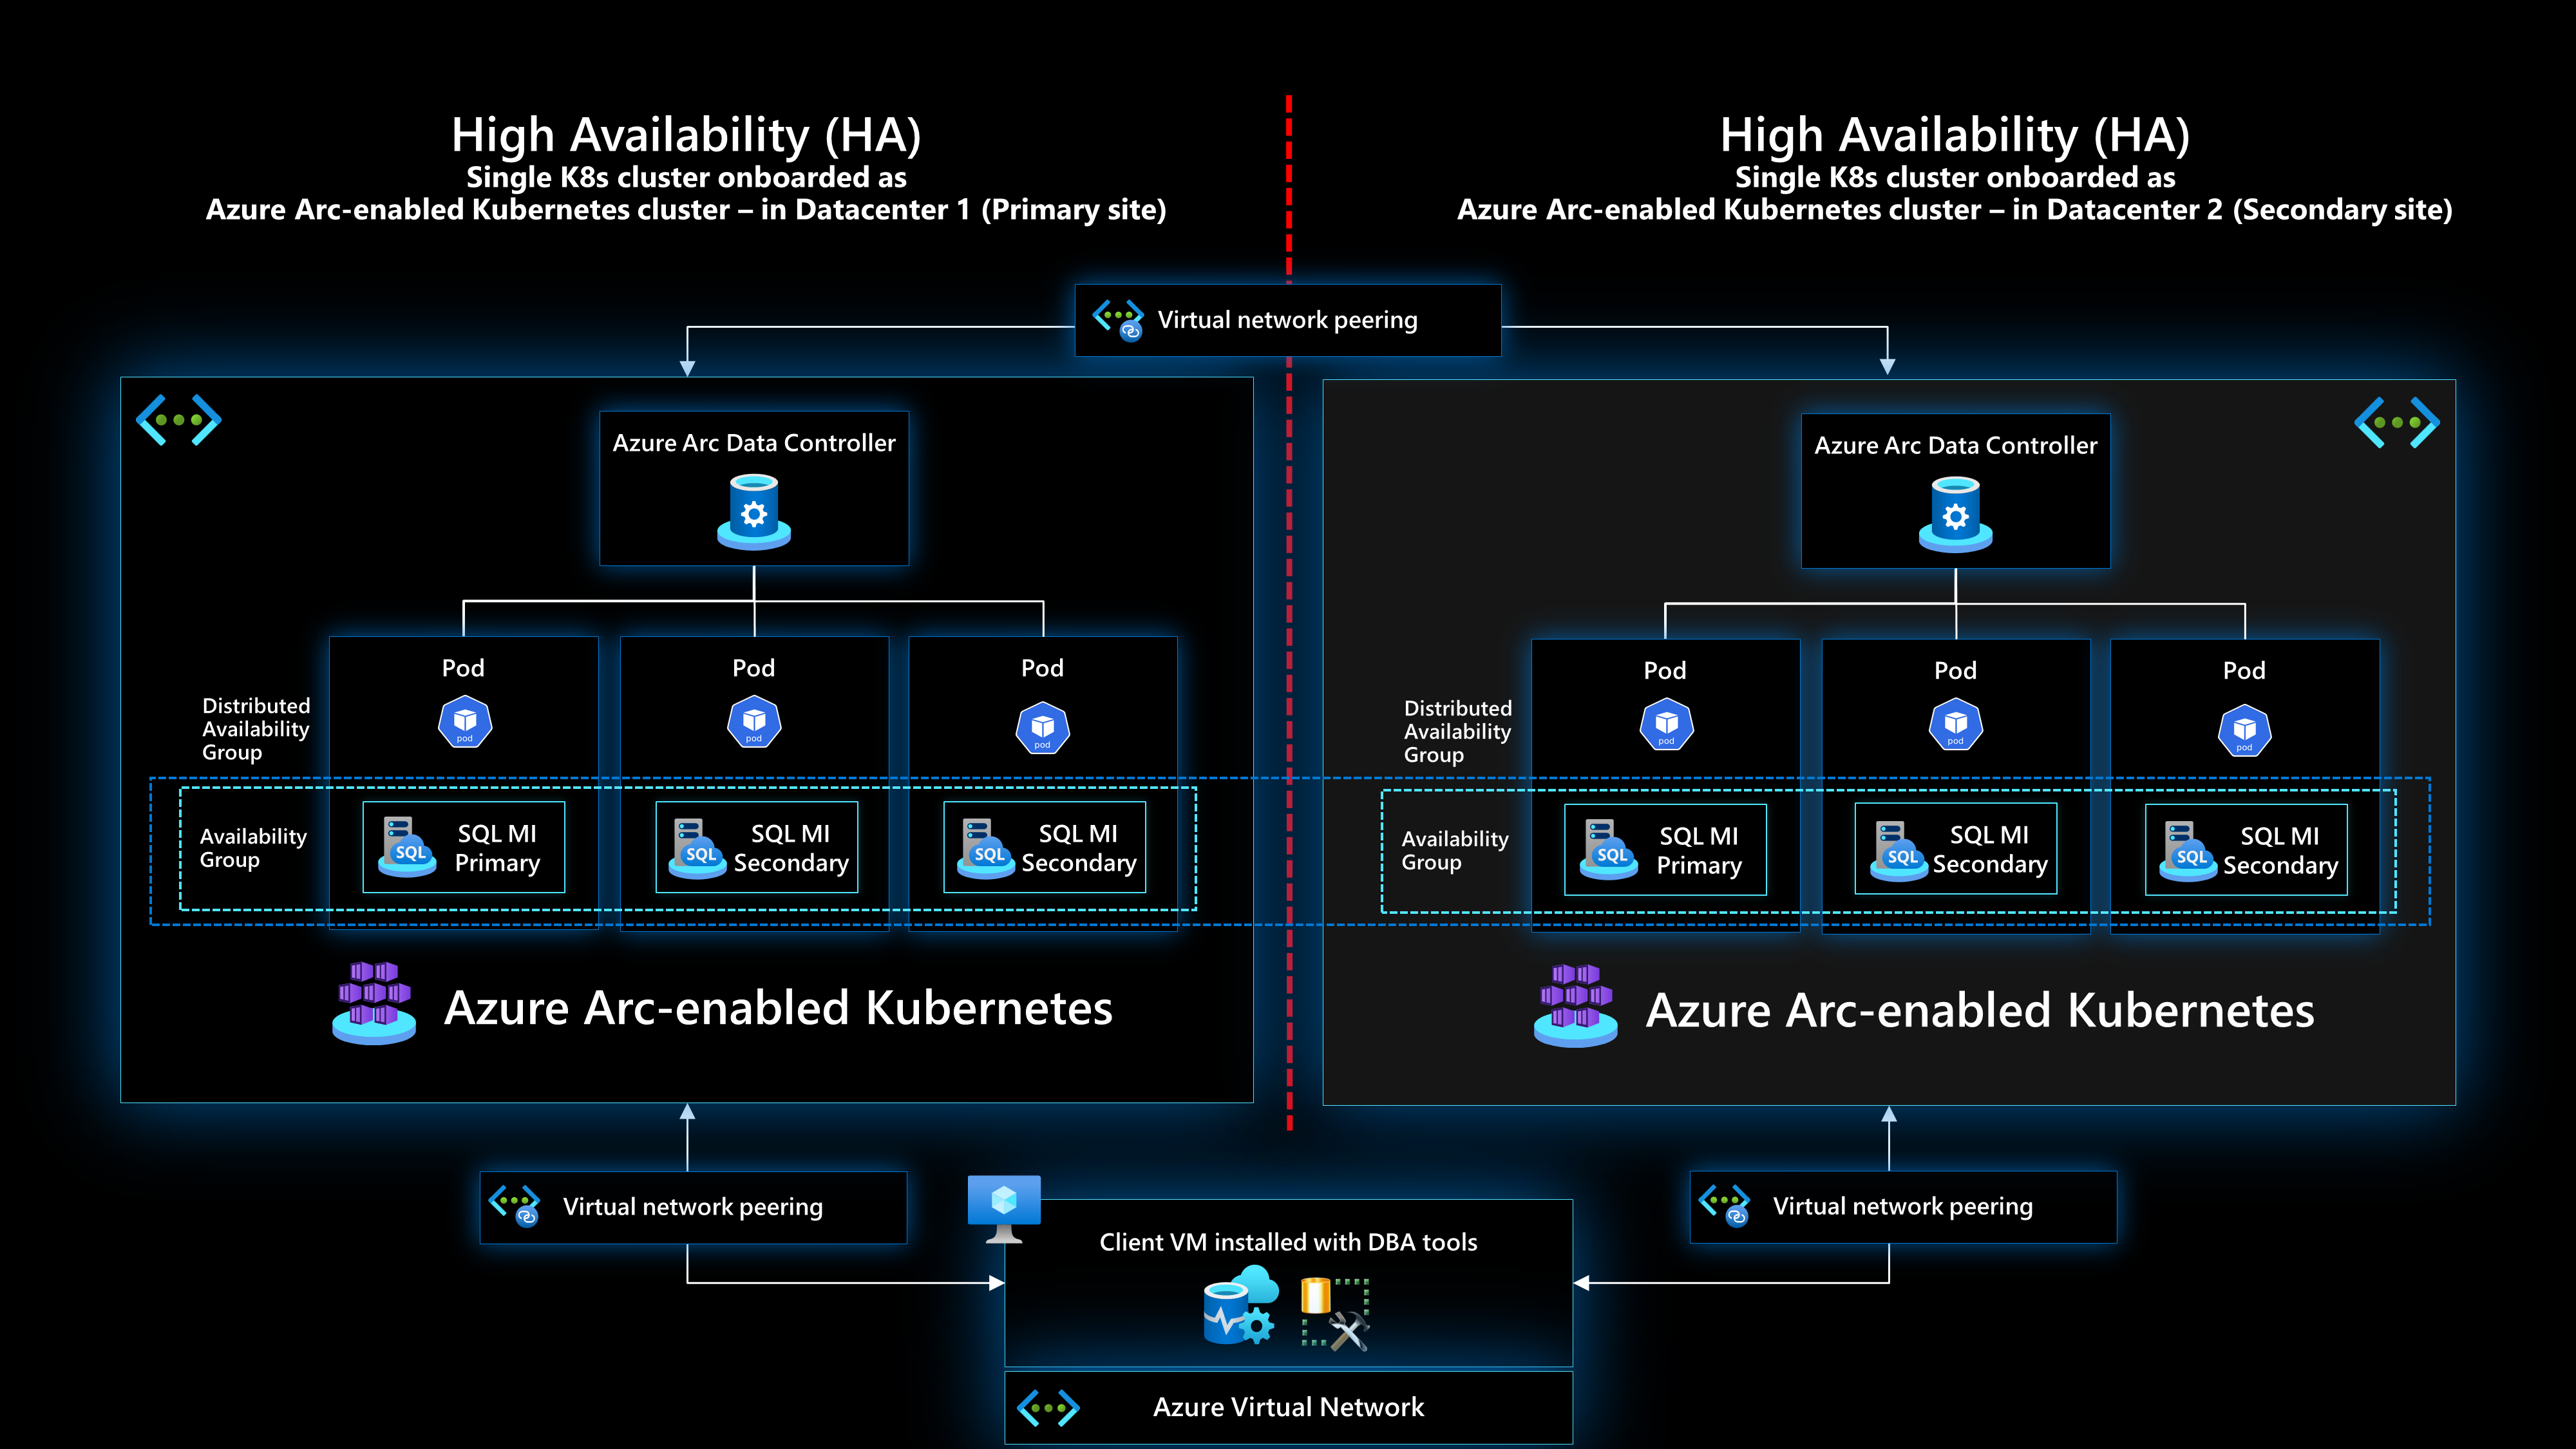 High Availability (HA)
Single K8s cluster onboarded as
Azure Arc-enabled Kubernetes cluster – in Datacenter 1 (Primary site)
High Availability (HA)
Single K8s cluster onboarded as
Azure Arc-enabled Kubernetes cluster – in Datacenter 2 (Secondary site)
Virtual network peering
Azure Arc Data Controller
Pod
Pod
Pod
pod
pod
pod
Distributed
Availability
Group
Availability
Group
SQL
SQL MI
Primary
SQL
SQL MI
Secondary
SQL
SQL MI
Secondary
Azure Arc-enabled Kubernetes
Azure Arc Data Controller
Pod
Pod
Pod
pod
pod
pod
Distributed
Availability
Group
Availability
Group
SQL
SQL MI
Primary
SQL
SQL MI
Secondary
SQL
SQL MI
Secondary
Azure Arc-enabled Kubernetes
Virtual network peering
Client VM installed with DBA tools
Virtual network peering
Azure Virtual Network